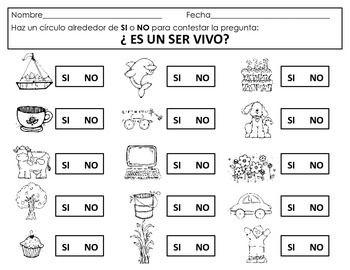 Nombre Fecha
Haz un círculo alrededor de SI o NO para contestar la pregunta:
¿ ES UN SER VIVO?
SI NO SI NO SI NO
SI NO SI NO SI NO
SI NO SI NO SI NO
SI NO SI NO SI NO
SI NO SI NO SI NO